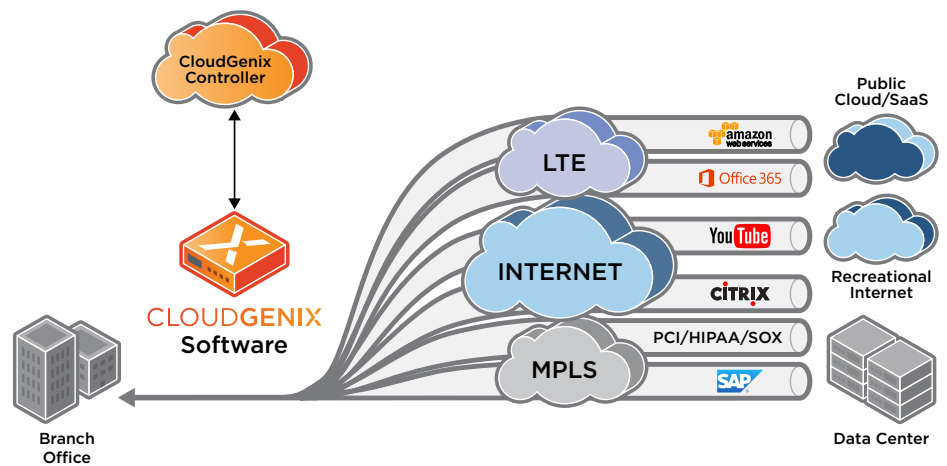 CloudGenix
Controller
CLOUDGENIX
Software
Branch
Office
LTE
INTERNET
MPLS
amazon
web services
Office 365
YouTube
CITRIX
PCI/HIPAA/SOX
SAP
Public
Cloud/SaaS
Recreational
Internet
Data Center